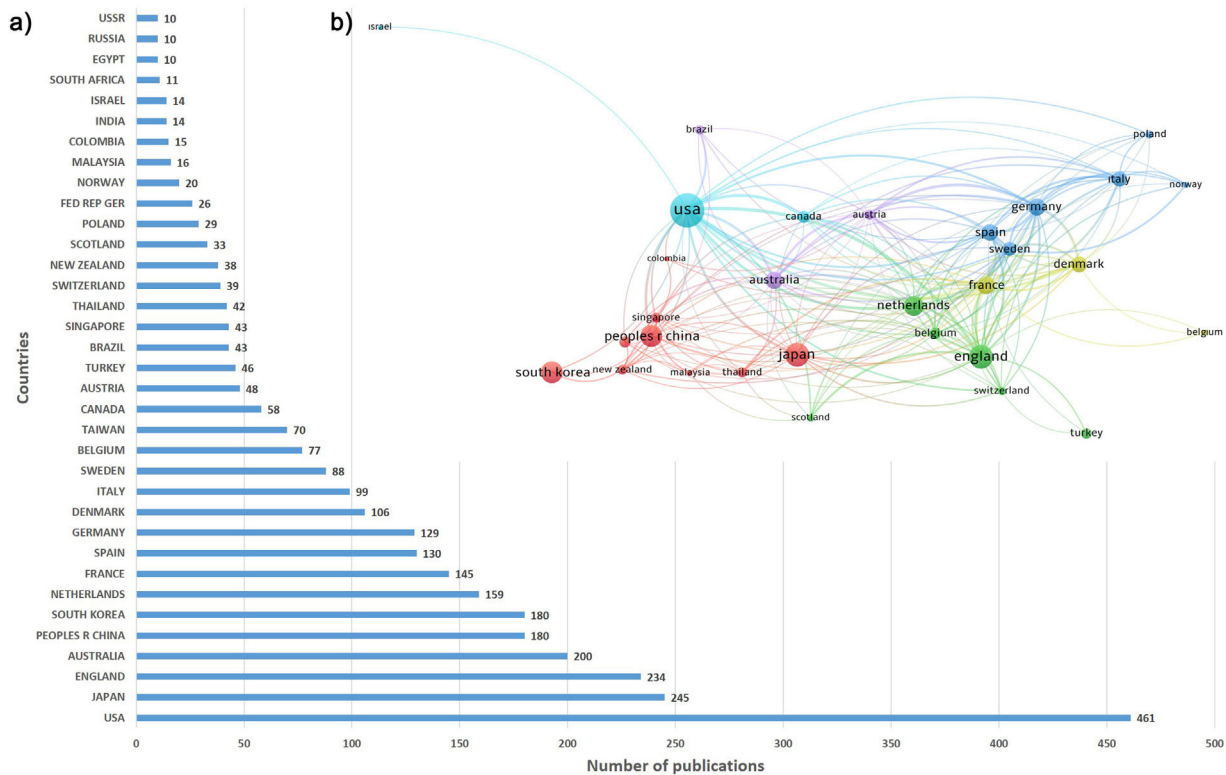 a)
Countries
USSR 10
RUSSIA 10
EGYPT 10
SOUTH AFRICA 11
ISRAEL 14
INDIA 14
COLOMBIA 15
MALAYSIA 16
NORWAY 20
FED REP GER 26
POLAND 29
SCOTLAND 33
NEW ZEALAND 38
SWITZERLAND 39
THAILAND 42
SINGAPORE 43
BRAZIL 43
TURKEY 46
AUSTRIA 48
CANADA 58
TAIWAN 70
BELGIUM 77
SWEDEN 88
ITALY 99
DENMARK 106
GERMANY 129
SPAIN 130
FRANCE 145
NETHERLANDS 159
SOUTH KOREA 180
PEOPLES R CHINA 180
AUSTRALIA 200
ENGLAND 234
JAPAN 245
USA 461
0 50 100 150 200 250 300 350 400 450 500
Number of publications
b)
israel
brazil
poland
italy
norway
usa
canada
austria
germany
spain
sweden
colombia
denmark
australia
france
netherlands
singapore
peoples r china
belgium
belgium
japan
england
south korea
new zealand
malaysia
thailand
switzerland
scotland
turkey